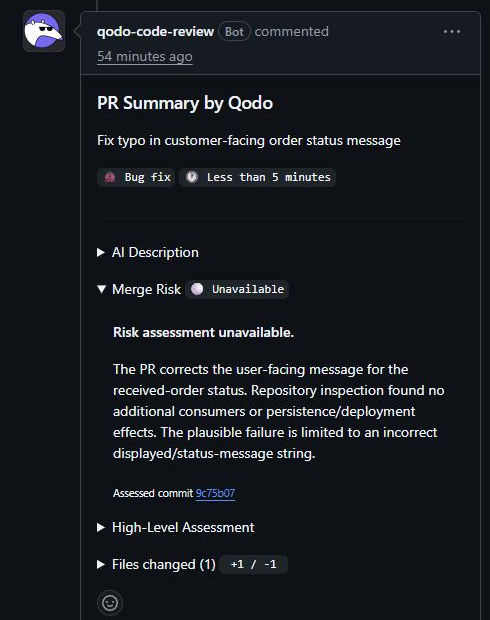 qodo-code-review Bot commented
54 minutes ago
PR Summary by Qodo
Fix typo in customer-facing order status message
Bug fix Less than 5 minutes
AI Description
Merge Risk Unavailable
Risk assessment unavailable.
The PR corrects the user-facing message for the
received-order status. Repository inspection found no
additional consumers or persistence/deployment
effects. The plausible failure is limited to an incorrect
displayed/status-message string.
Assessed commit 9c75b07
High-Level Assessment
Files changed (1) +1 / -1